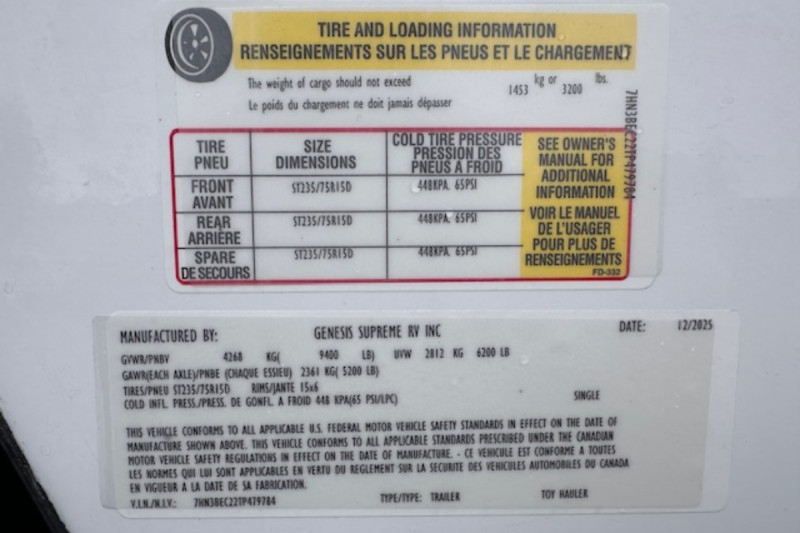 TIRE AND LOADING INFORMATION
RENSEIGNEMENTS SUR LES PNEUS ET LE CHARGEMENT
The weight of cargo should not exceed 1453 kg or 3200 lbs.
Le poids du chargement ne doit jamais dépasser
7HN3BEC22TP479784
TIRE SIZE COLD TIRE PRESSURE
PNEU DIMENSIONS PRESSION DES
PNEUS A FROID
FRONT ST235/75R15D 448KPA, 65PSI
AVANT
REAR ST235/75R15D 448KPA, 65PSI
ARRIÈRE
SPARE ST235/75R15D 448KPA, 65PSI
DE SECOURS
SEE OWNER'S
MANUAL FOR
ADDITIONAL
INFORMATION
VOIR LE MANUEL
DE L'USAGER
POUR PLUS DE
RENSEIGNEMENTS
FD-332
MANUFACTURED BY: GENESIS SUPREME RV INC DATE: 12/2025
GVWR/PNBV 4268 KG( 9400 LB) UVW 2812 KG 6200 LB
GAWR(EACH AXLE)/PNBE (CHAQUE ESSIEU) 2361 KG( 5200 LB)
TIRES/PNEU ST235/75R15D RIMS/JANTE 15x6
COLD INFL. PRESS./PRESS. DE GONFL. A FROID 448 KPA(65 PSI/LPC) SINGLE
THIS VEHICLE CONFORMS TO ALL APPLICABLE U.S. FEDERAL MOTOR VEHICLE SAFETY STANDARDS IN EFFECT ON THE DATE OF
MANUFACTURE SHOWN ABOVE. THIS VEHICLE CONFORMS TO ALL APPLICABLE STANDARDS PRESCRIBED UNDER THE CANADIAN
MOTOR VEHICLE SAFETY REGULATIONS IN EFFECT ON THE DATE OF MANUFACTURE. - CE VEHICULE EST CONFORME A TOUTES
LES NORMES QUI LUI SONT APPLICABLES EN VERTU DU REGLEMENT SUR LA SECURITE DES VEHICULES AUTOMOBILES DU CANADA
EN VIGUEUR A LA DATE DE SA FABRICATION.
V.I.N./N.I.V.: 7HN3BEC22TP479784 TYPE/TYPE: TRAILER TOY HAULER